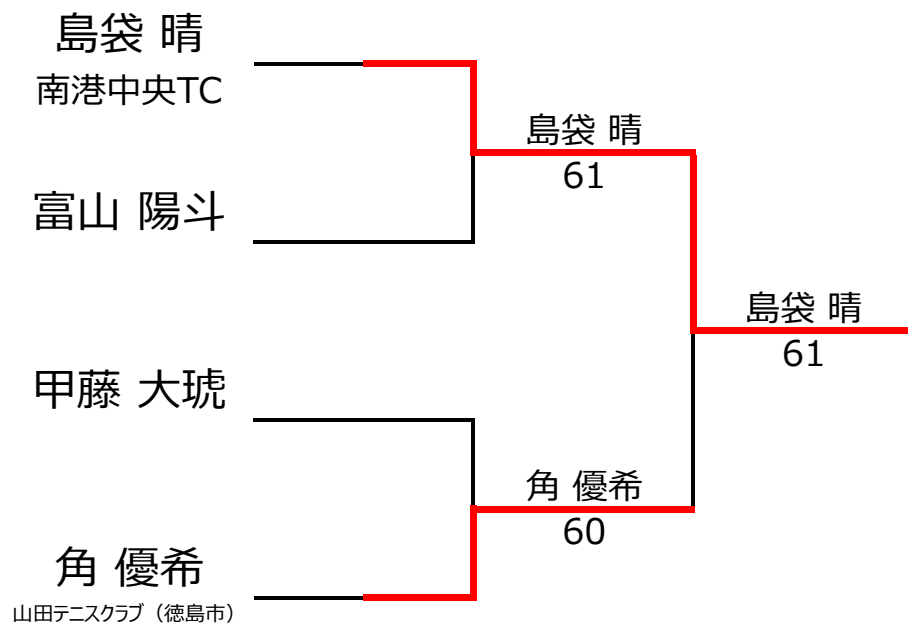 島袋 晴
南港中央TC
富山 陽斗
甲藤 大琥
角 優希
山田テニスクラブ（徳島市）
島袋 晴
61
角 優希
60
島袋 晴
61